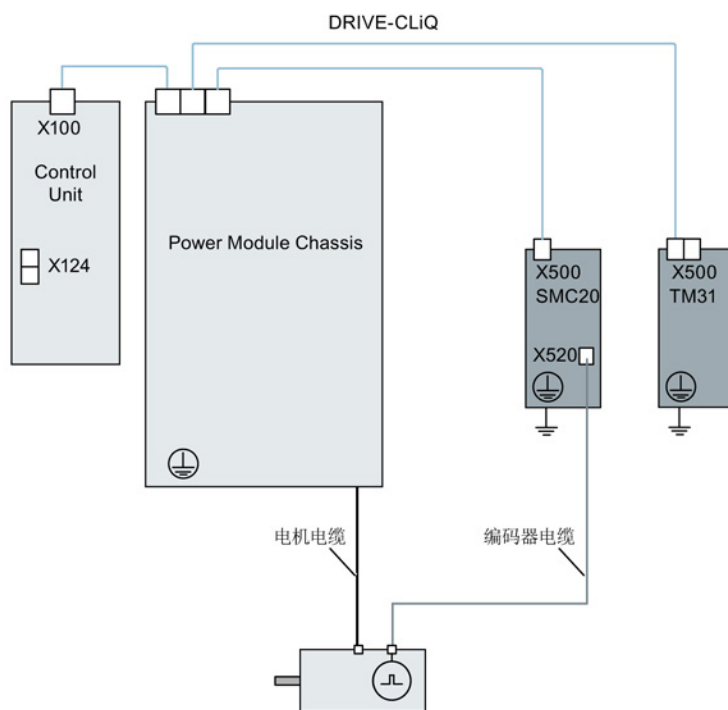 DRIVE-CLiQ
X100
Control
Unit
X124
Power Module Chassis
X500
SMC20
X520
X500
TM31
电机电缆
编码器电缆